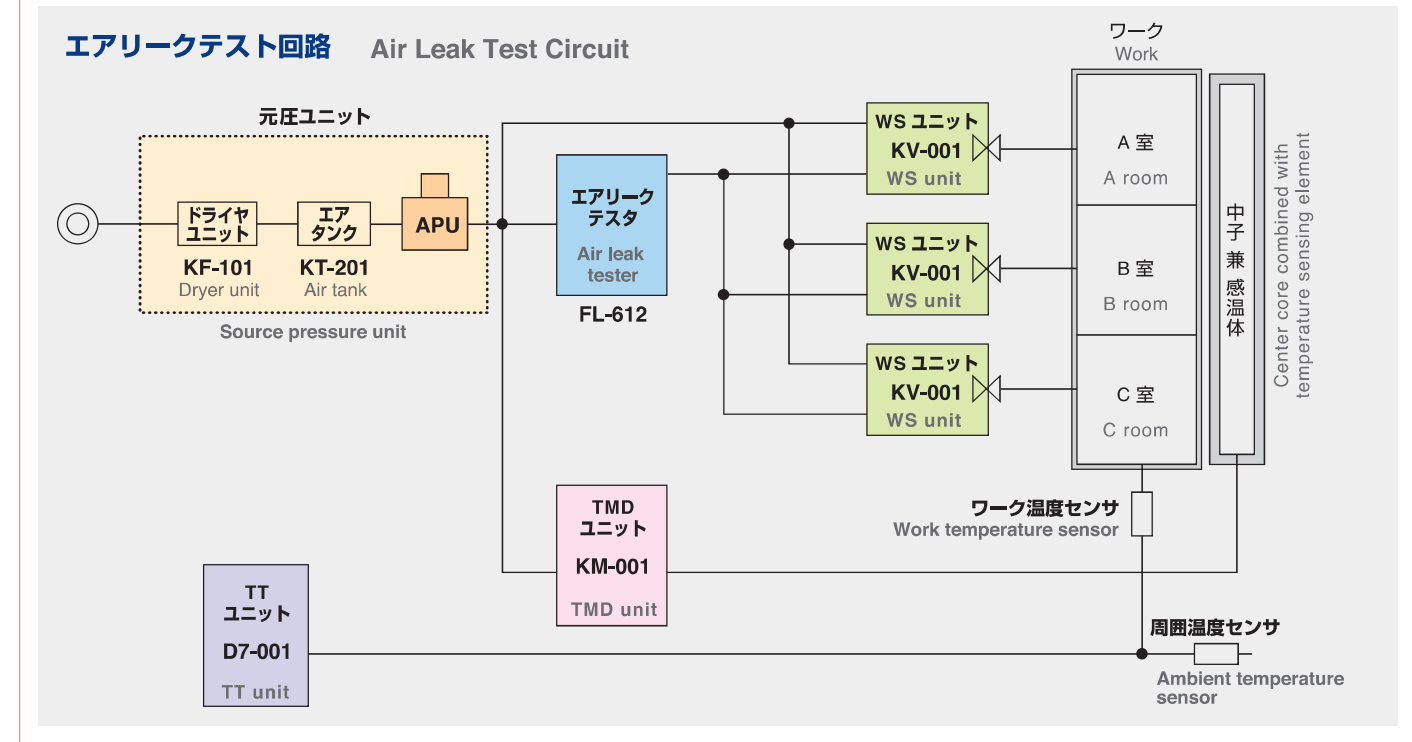 エアリークテスト回路 Air Leak Test Circuit
ワーク
Work
元圧ユニット
ドライヤ
ユニット
KF-101
Dryer unit
エア
タンク
KT-201
Air tank
APU
Source pressure unit
エアリーク
テスタ
Air leak
tester
FL-612
WS ユニット
KV-001
WS unit
WS ユニット
KV-001
WS unit
WS ユニット
KV-001
WS unit
A 室
A room
B 室
B room
C 室
C room
中子 兼 感温体
Center core combined with
temperature sensing element
ワーク温度センサ
Work temperature sensor
TMD
ユニット
KM-001
TMD unit
TT
ユニット
D7-001
TT unit
周囲温度センサ
Ambient temperature
sensor